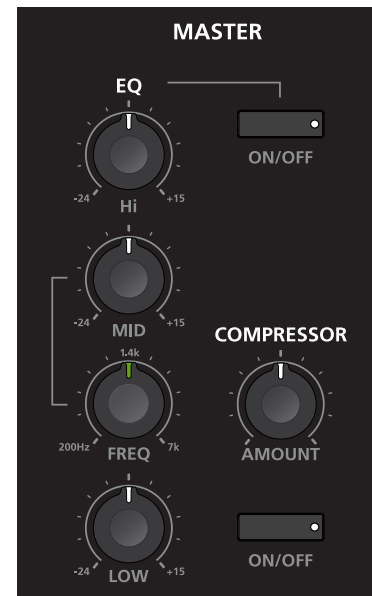 MASTER
EQ
ON/OFF
-24 Hi +15
-24 MID +15
COMPRESSOR
1.4k
200Hz FREQ 7k
AMOUNT
-24 LOW +15
ON/OFF